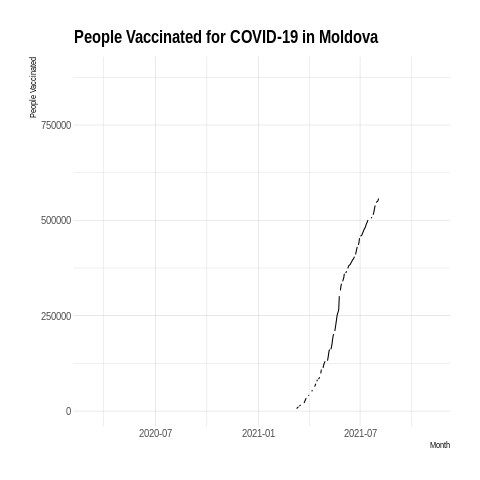 People Vaccinated for COVID-19 in Moldova
People Vaccinated
750000
500000
250000
0
2020-07
2021-01
2021-07
Month